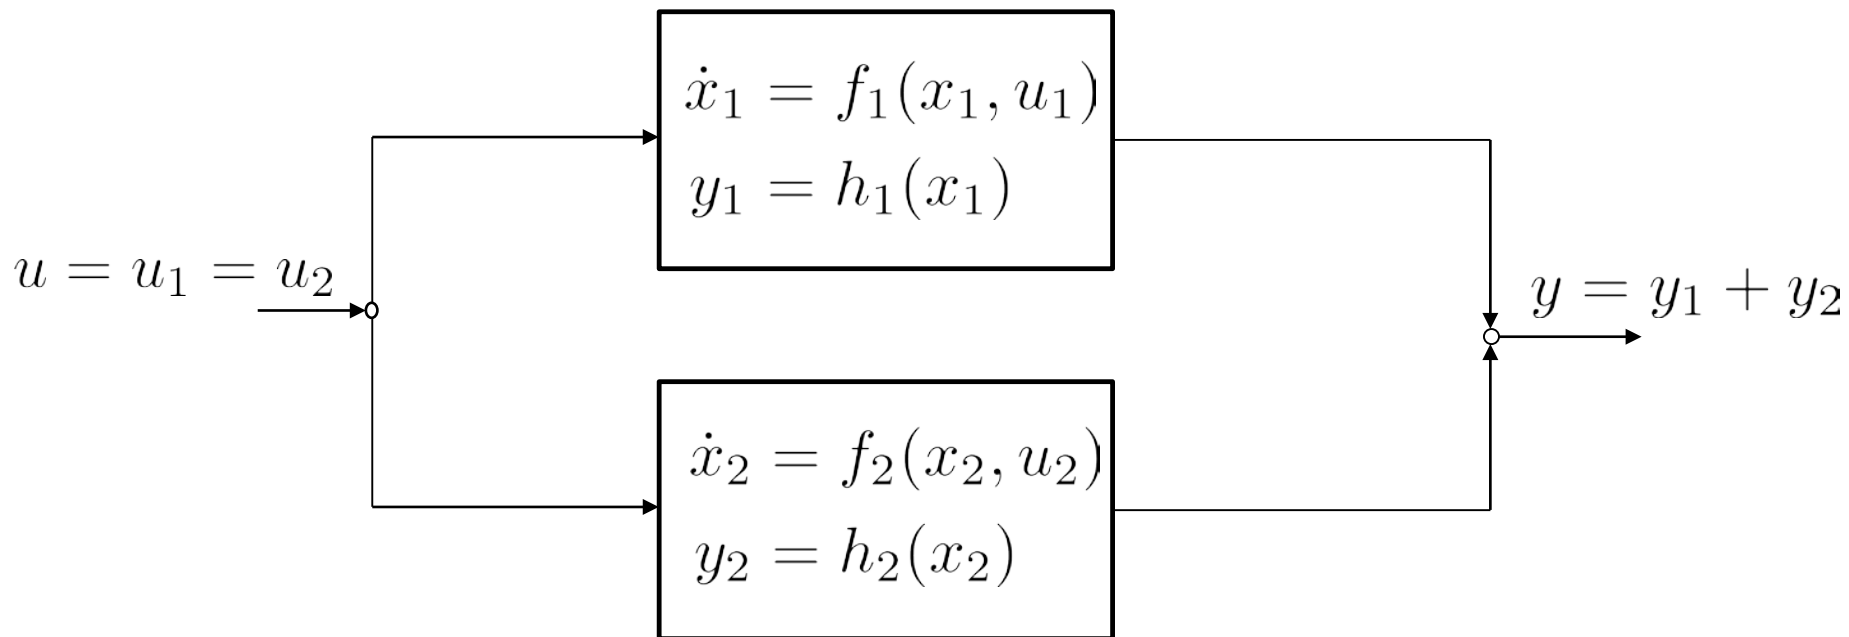 ẋ₁ = f₁(x₁, u₁)
y₁ = h₁(x₁)
u = u₁ = u₂
y = y₁ + y₂
ẋ₂ = f₂(x₂, u₂)
y₂ = h₂(x₂)